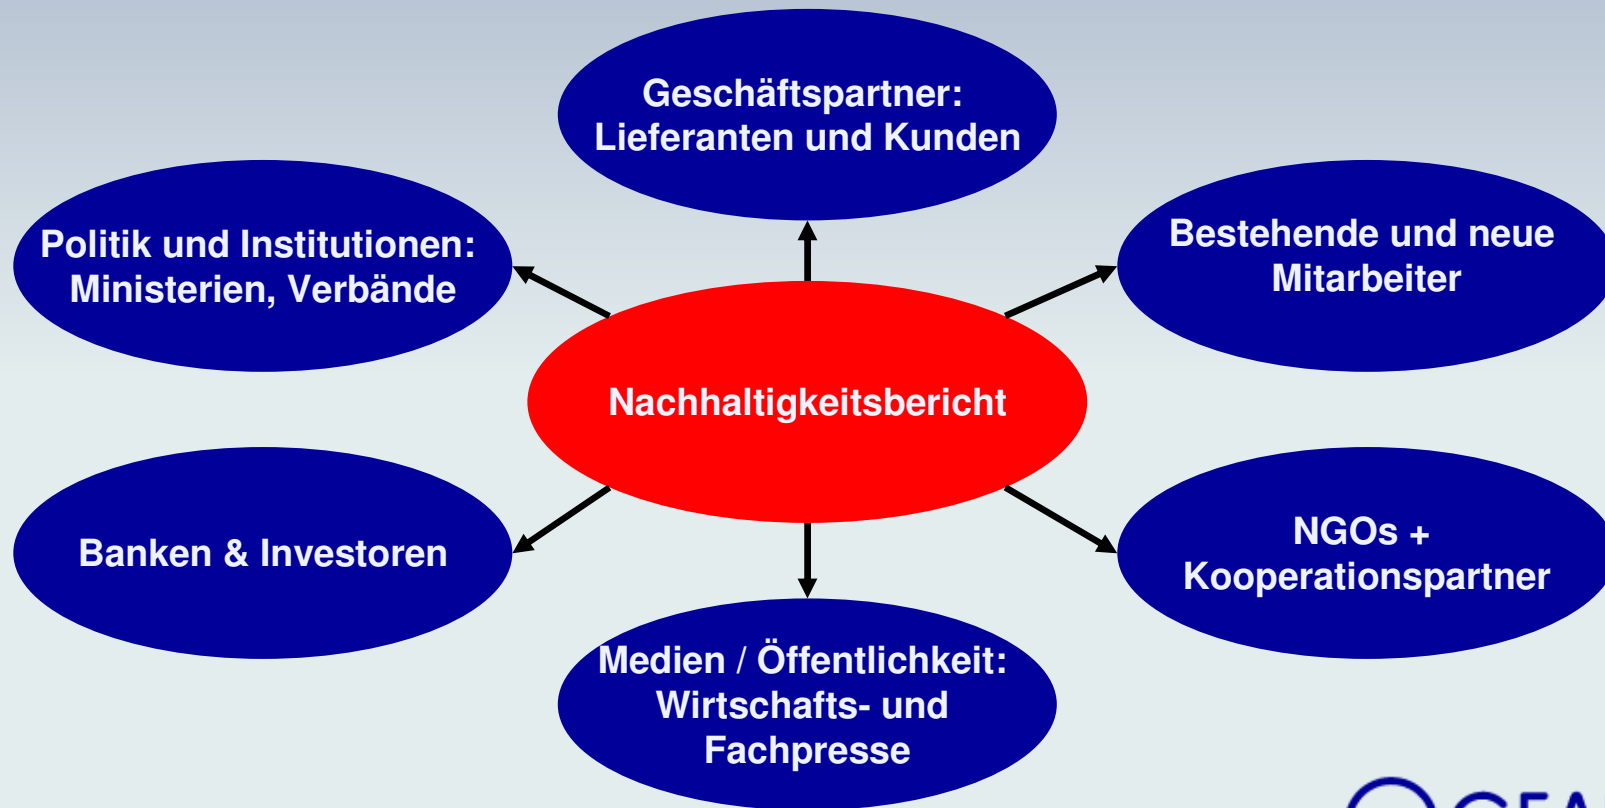 Geschäftspartner:
Lieferanten und Kunden
Politik und Institutionen:
Ministerien, Verbände
Bestehende und neue
Mitarbeiter
Nachhaltigkeitsbericht
Banken & Investoren
NGOs +
Kooperationspartner
Medien / Öffentlichkeit:
Wirtschafts- und
Fachpresse